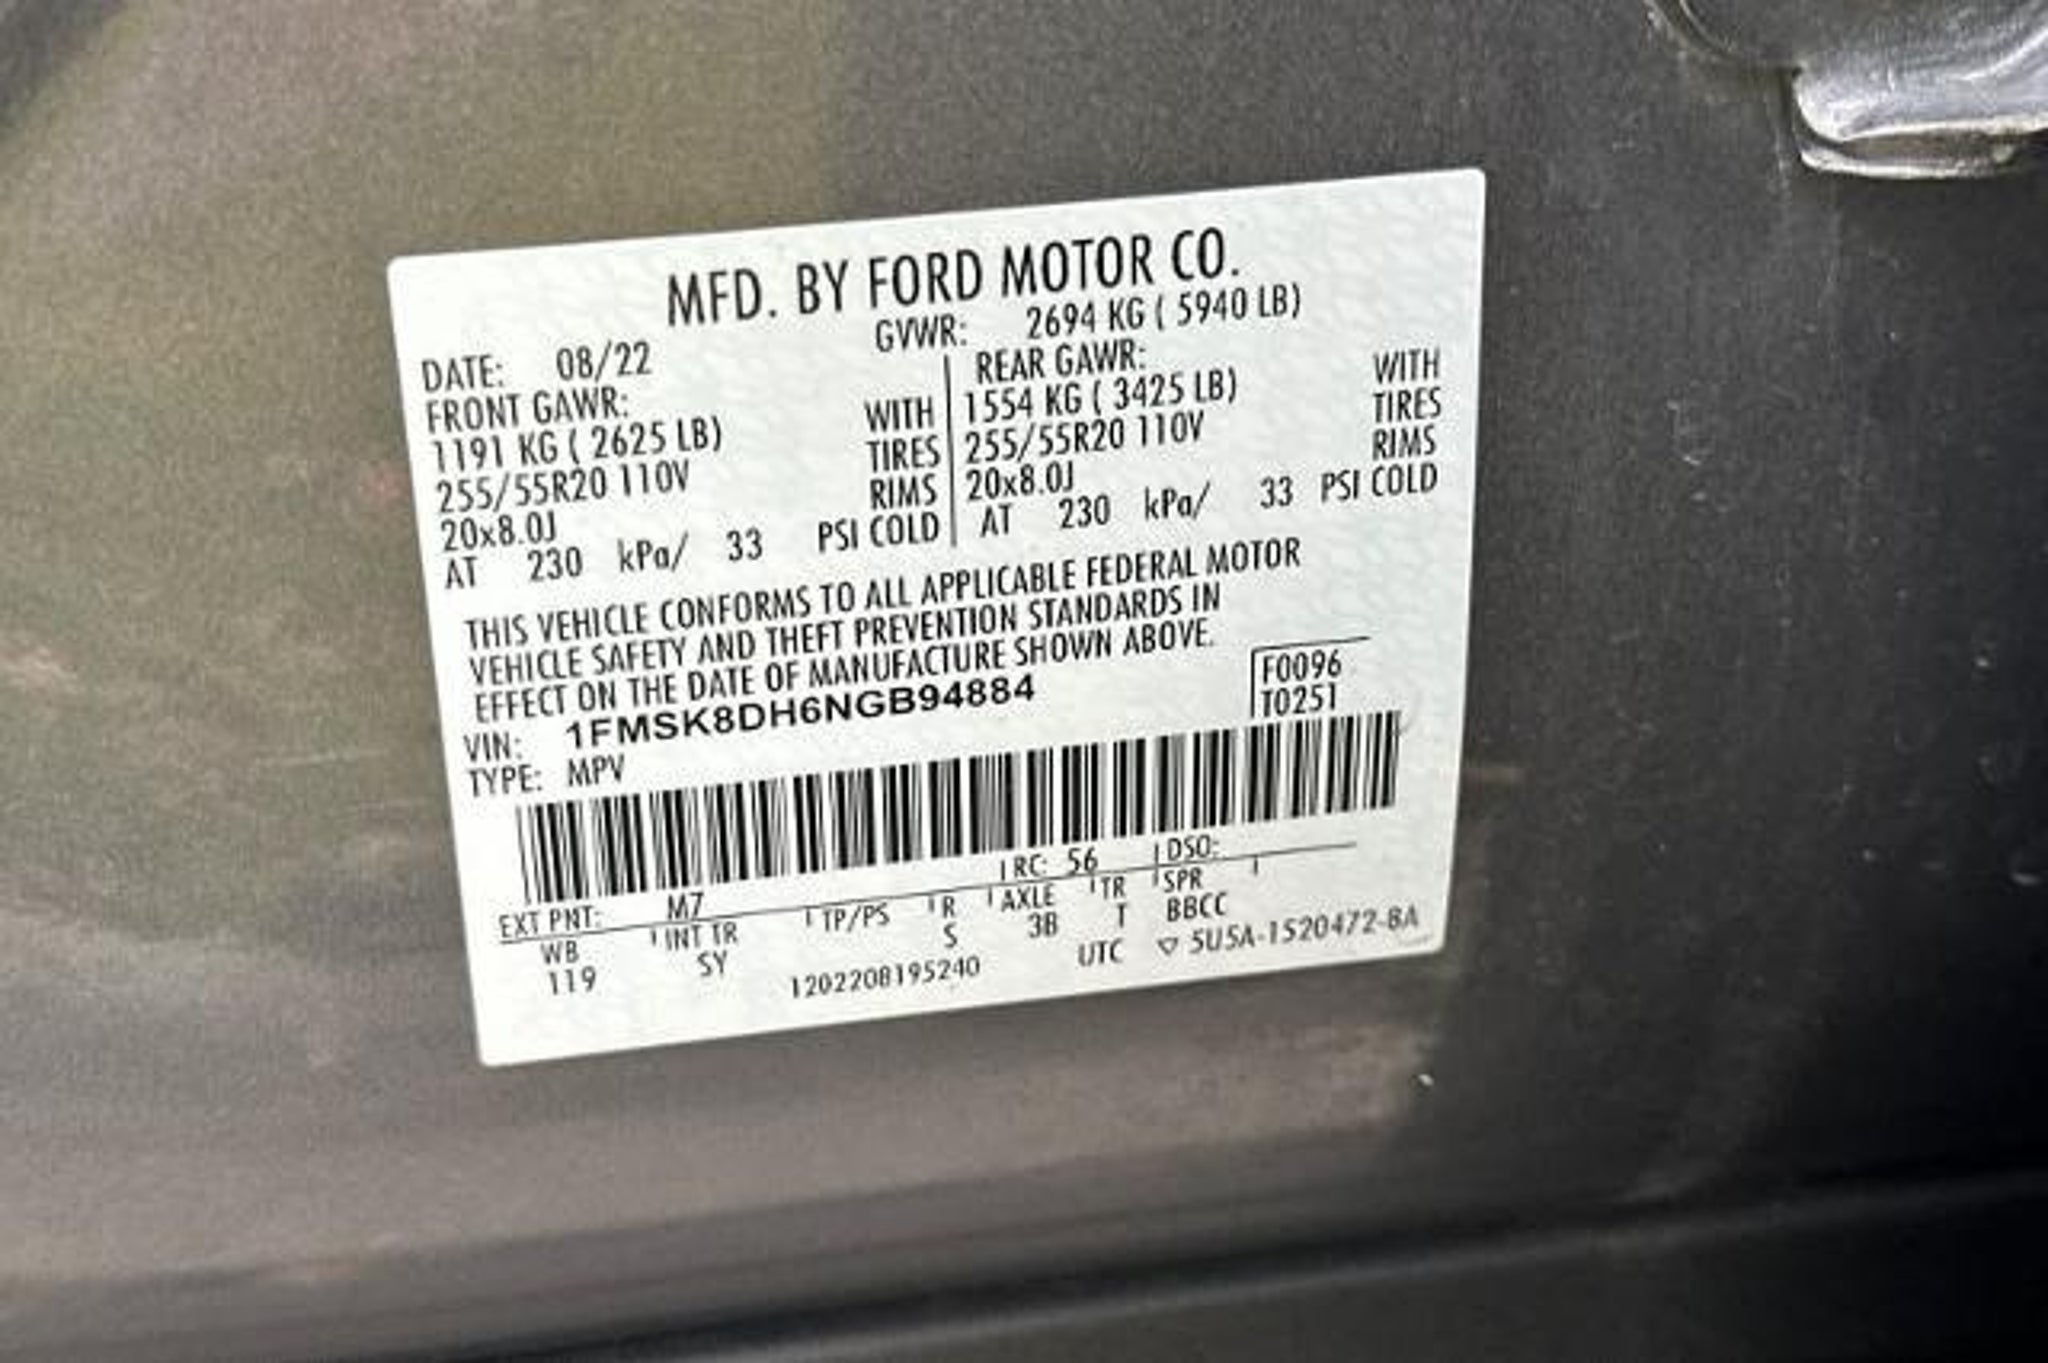 MFD. BY FORD MOTOR CO.
DATE: 08/22 GVWR: 2694 KG ( 5940 LB)
FRONT GAWR: REAR GAWR:
1191 KG ( 2625 LB) WITH 1554 KG ( 3425 LB) WITH
255/55R20 110V TIRES 255/55R20 110V TIRES
20x8.0J RIMS 20x8.0J RIMS
AT 230 kPa/ 33 PSI COLD AT 230 kPa/ 33 PSI COLD
THIS VEHICLE CONFORMS TO ALL APPLICABLE FEDERAL MOTOR
VEHICLE SAFETY AND THEFT PREVENTION STANDARDS IN
EFFECT ON THE DATE OF MANUFACTURE SHOWN ABOVE.
VIN: 1FMSK8DH6NGB94884 F0096
TYPE: MPV T0251
EXT PNT: M7 RC: 56 DSO:
WB INT TR TP/PS R AXLE TR SPR
119 SY S 3B T BBCC
1202208195240 UTC ▽ 5U5A-1520472-BA